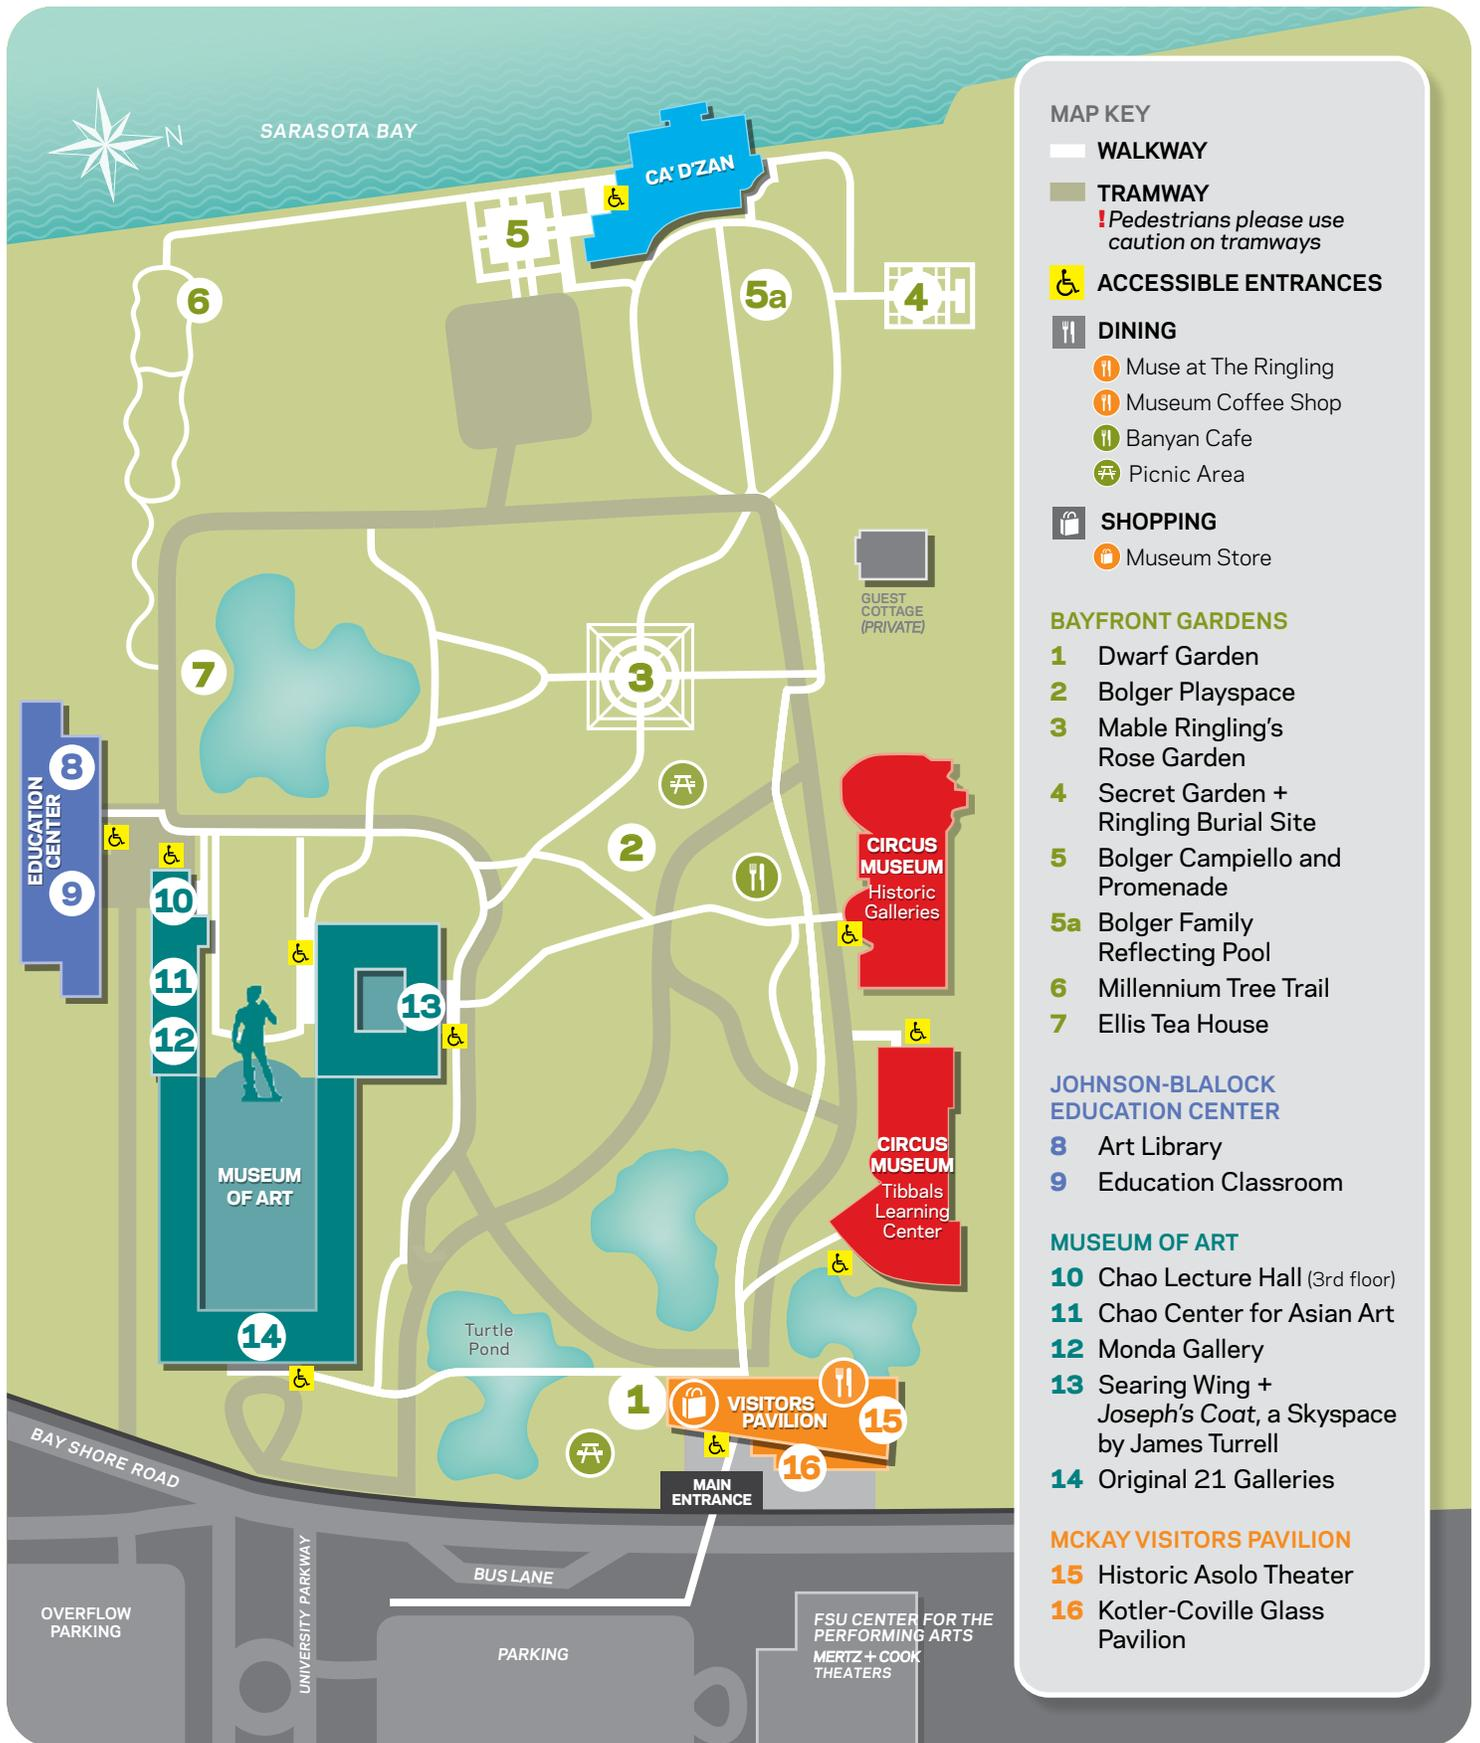 SARASOTA BAY
N
CA' D'ZAN
5
6
5a
4
GUEST
COTTAGE
(PRIVATE)
7
3
8
EDUCATION
CENTER
9
2
10
11
12
13
CIRCUS
MUSEUM
Historic
Galleries
MUSEUM
OF ART
14
CIRCUS
MUSEUM
Tibbals
Learning
Center
Turtle
Pond
1
VISITORS
PAVILION
15
16
MAIN
ENTRANCE
BAY SHORE ROAD
UNIVERSITY PARKWAY
BUS LANE
OVERFLOW
PARKING
PARKING
FSU CENTER FOR THE
PERFORMING ARTS
MERTZ + COOK
THEATERS
MAP KEY
WALKWAY
TRAMWAY
! Pedestrians please use
caution on tramways
ACCESSIBLE ENTRANCES
DINING
Muse at The Ringling
Museum Coffee Shop
Banyan Cafe
Picnic Area
SHOPPING
Museum Store
BAYFRONT GARDENS
1 Dwarf Garden
2 Bolger Playspace
3 Mable Ringling's
Rose Garden
4 Secret Garden +
Ringling Burial Site
5 Bolger Campiello and
Promenade
5a Bolger Family
Reflecting Pool
6 Millennium Tree Trail
7 Ellis Tea House
JOHNSON-BLALOCK
EDUCATION CENTER
8 Art Library
9 Education Classroom
MUSEUM OF ART
10 Chao Lecture Hall (3rd floor)
11 Chao Center for Asian Art
12 Monda Gallery
13 Searing Wing +
Joseph's Coat, a Skyspace
by James Turrell
14 Original 21 Galleries
MCKAY VISITORS PAVILION
15 Historic Asolo Theater
16 Kotler-Coville Glass
Pavilion